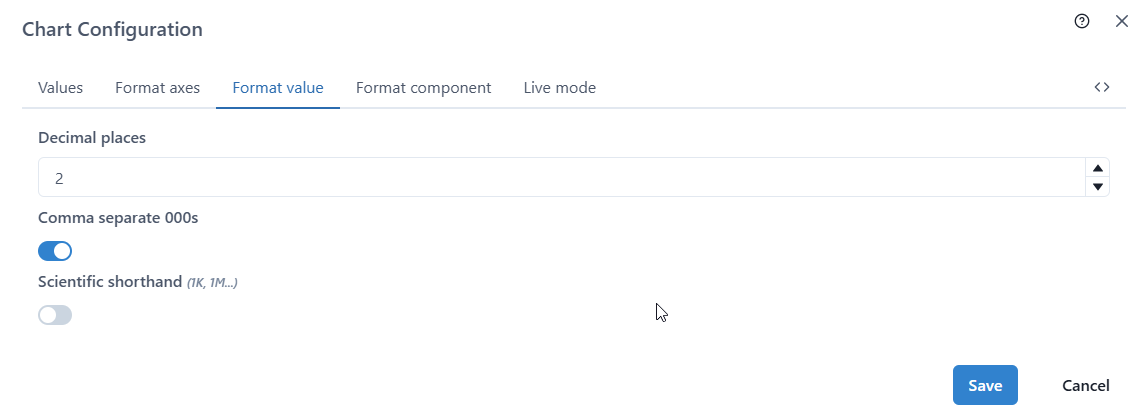 Chart Configuration
Values Format axes Format value Format component Live mode
Decimal places
2
Comma separate 000s
Scientific shorthand (1K, 1M...)
Save Cancel